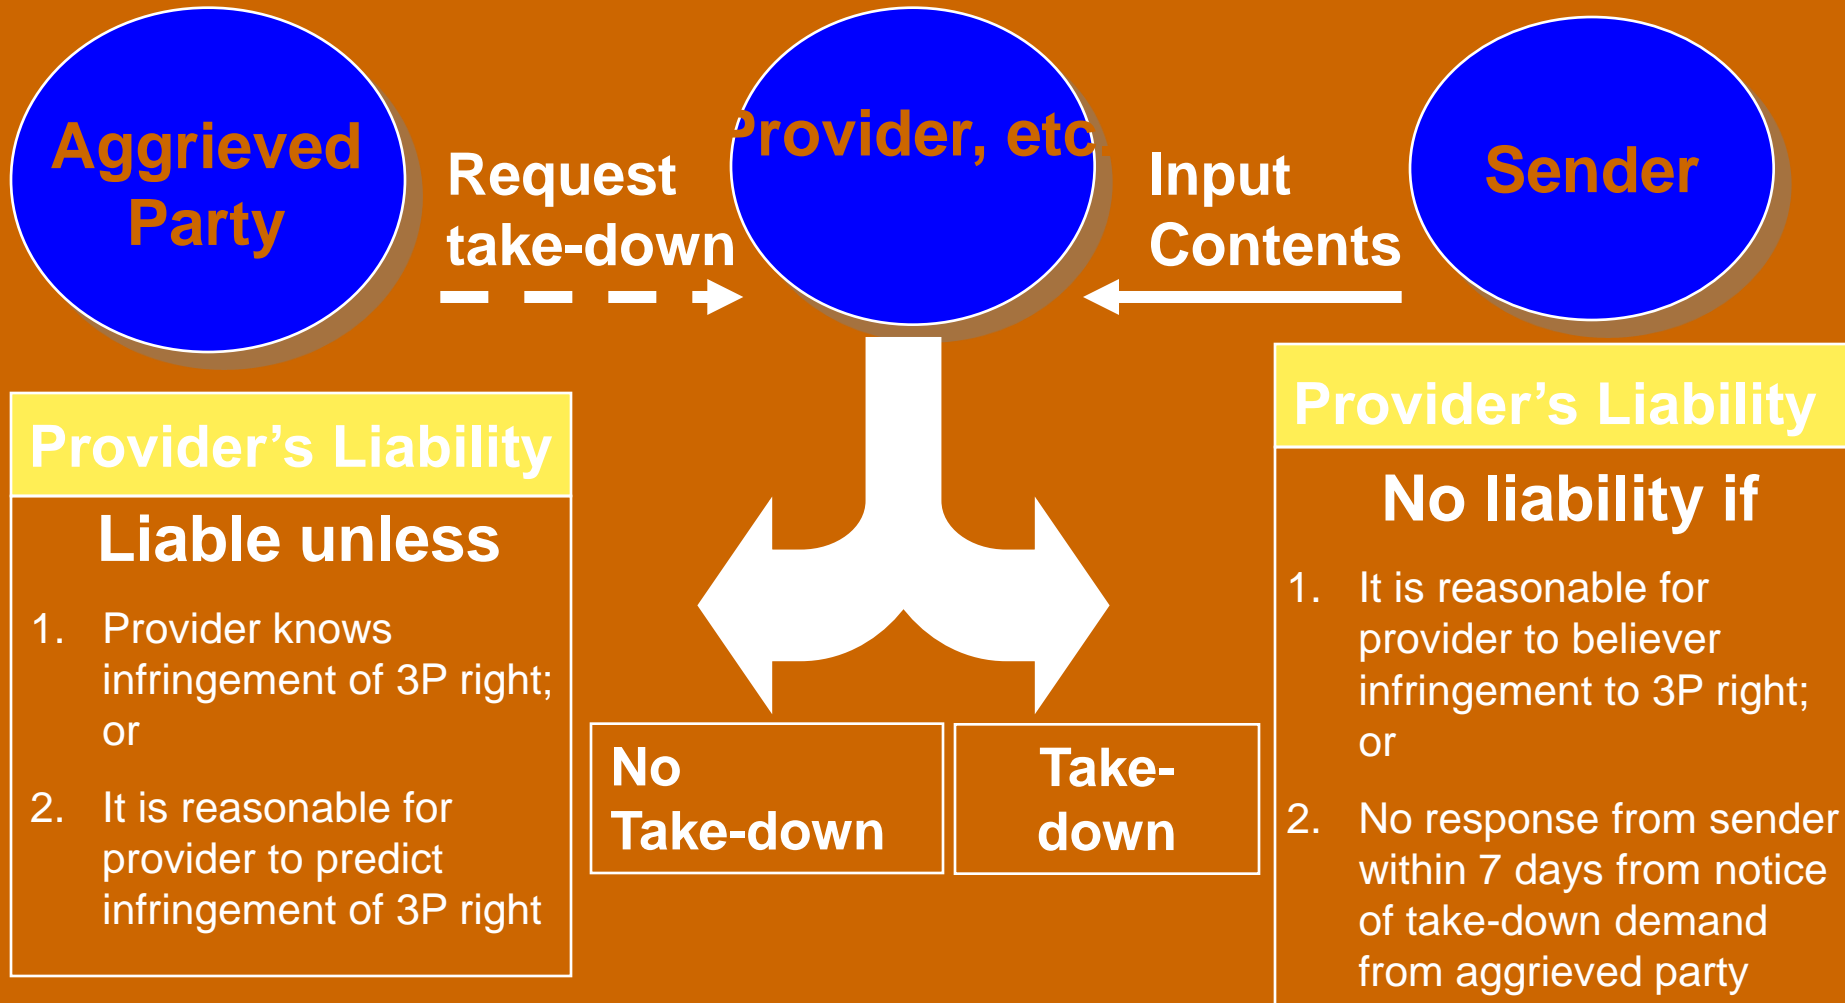 Aggrieved
Party
Request
take-down
Provider, etc
Input
Contents
Sender
Provider’s Liability
Liable unless
1. Provider knows
infringement of 3P right;
or
2. It is reasonable for
provider to predict
infringement of 3P right
No
Take-down
Take-
down
Provider’s Liability
No liability if
1. It is reasonable for
provider to believer
infringement to 3P right;
or
2. No response from sender
within 7 days from notice
of take-down demand
from aggrieved party